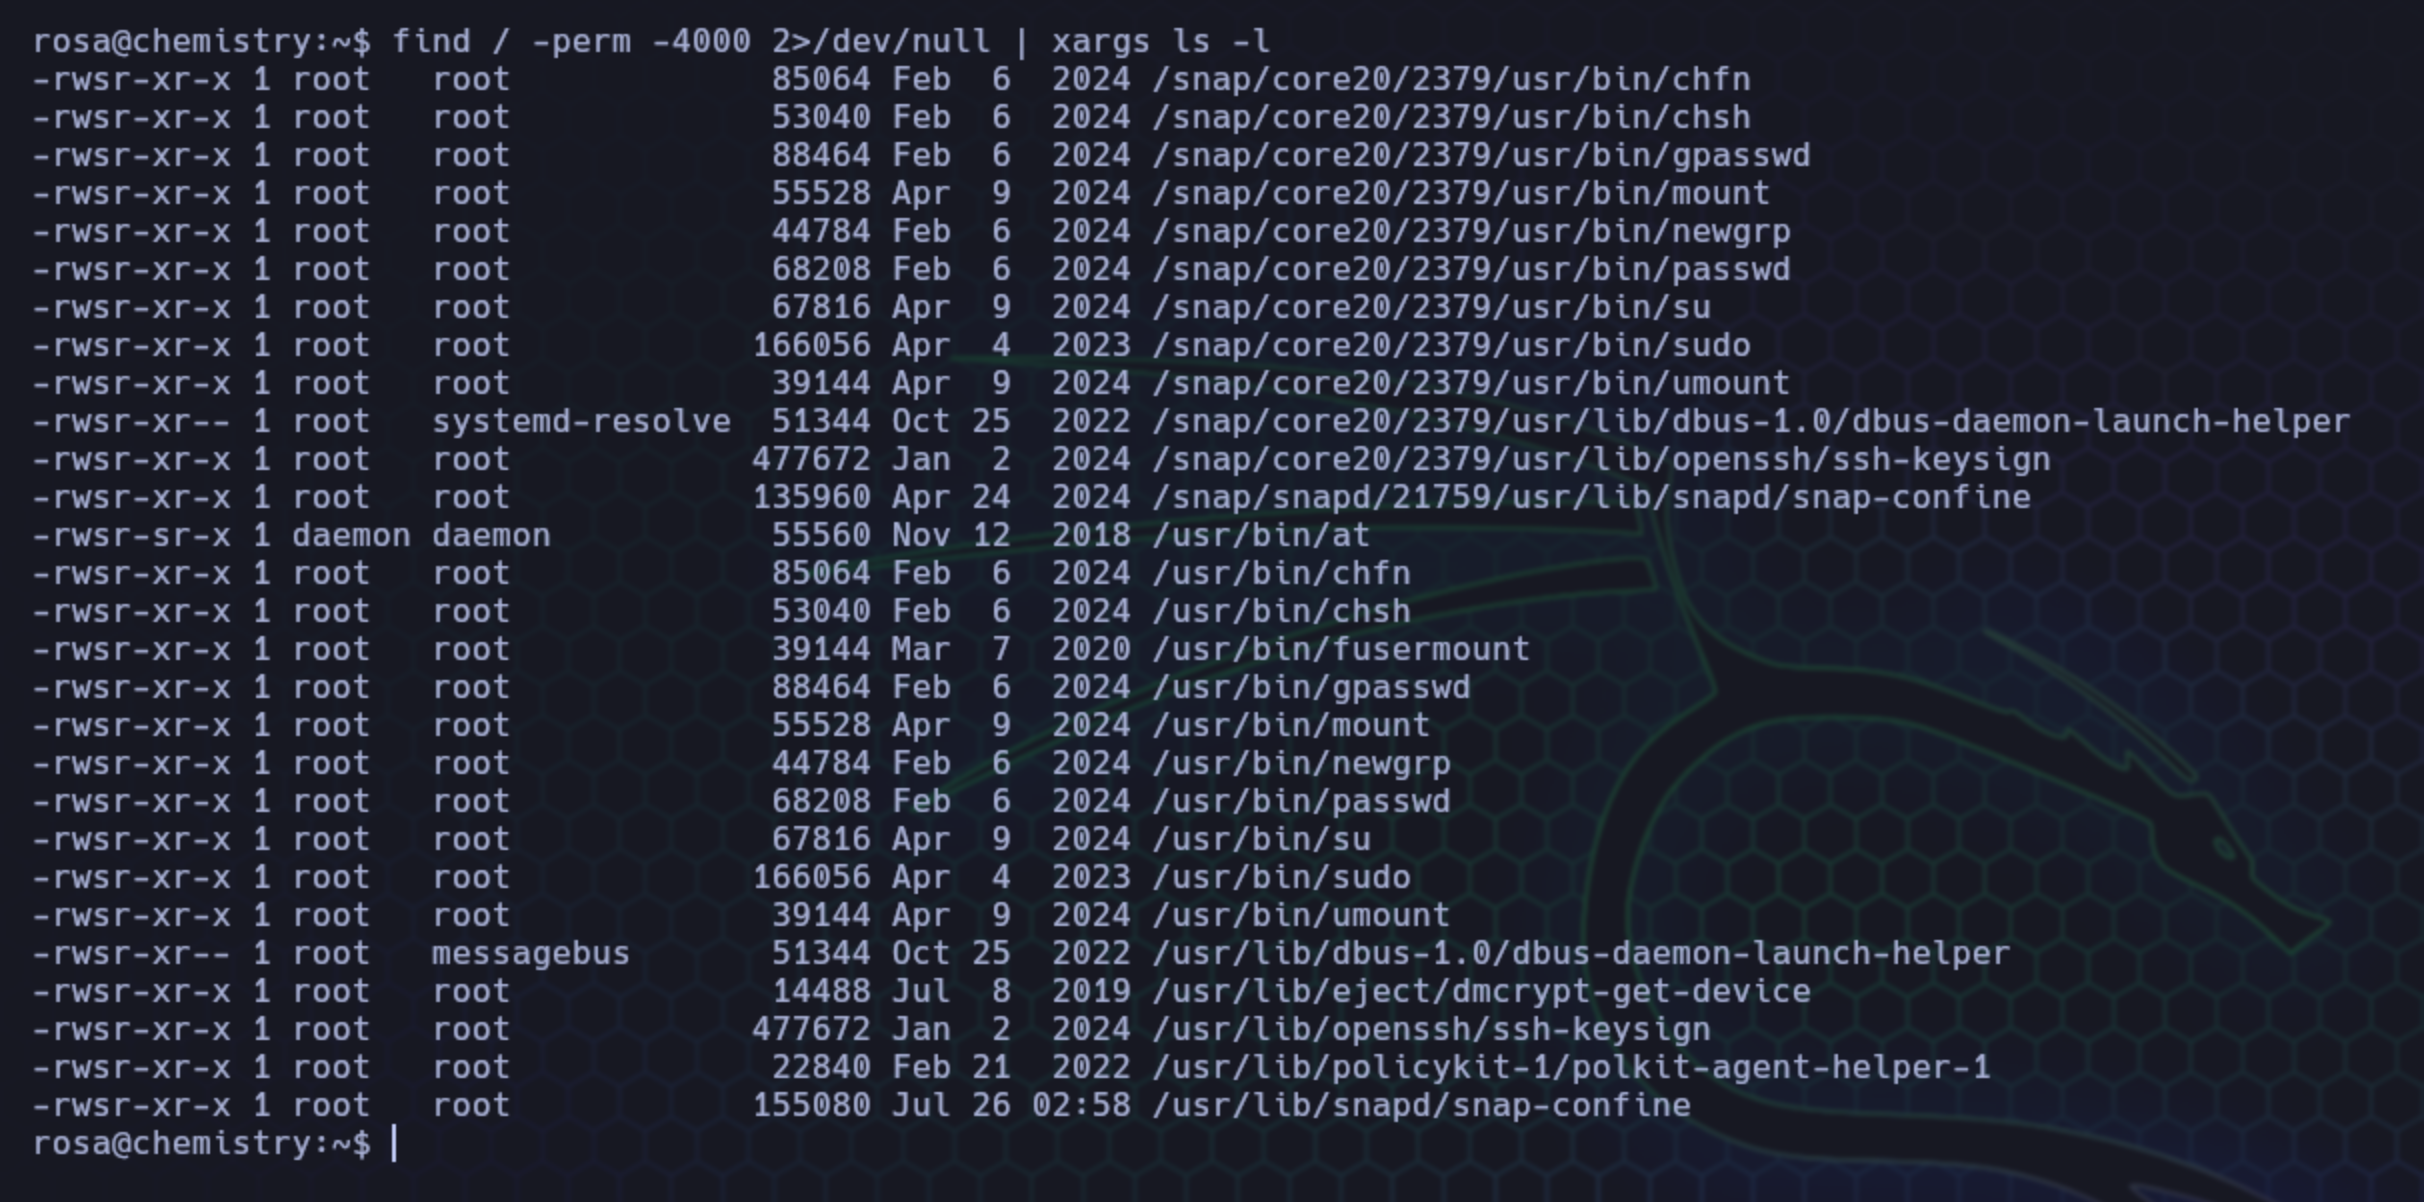 rosa@chemistry:~$ find / -perm -4000 2>/dev/null | xargs ls -l
-rwsr-xr-x 1 root   root             85064 Feb  6  2024 /snap/core20/2379/usr/bin/chfn
-rwsr-xr-x 1 root   root             53040 Feb  6  2024 /snap/core20/2379/usr/bin/chsh
-rwsr-xr-x 1 root   root             88464 Feb  6  2024 /snap/core20/2379/usr/bin/gpasswd
-rwsr-xr-x 1 root   root             55528 Apr  9  2024 /snap/core20/2379/usr/bin/mount
-rwsr-xr-x 1 root   root             44784 Feb  6  2024 /snap/core20/2379/usr/bin/newgrp
-rwsr-xr-x 1 root   root             68208 Feb  6  2024 /snap/core20/2379/usr/bin/passwd
-rwsr-xr-x 1 root   root             67816 Apr  9  2024 /snap/core20/2379/usr/bin/su
-rwsr-xr-x 1 root   root            166056 Apr  4  2023 /snap/core20/2379/usr/bin/sudo
-rwsr-xr-x 1 root   root             39144 Apr  9  2024 /snap/core20/2379/usr/bin/umount
-rwsr-xr-- 1 root   systemd-resolve  51344 Oct 25  2022 /snap/core20/2379/usr/lib/dbus-1.0/dbus-daemon-launch-helper
-rwsr-xr-x 1 root   root            477672 Jan  2  2024 /snap/core20/2379/usr/lib/openssh/ssh-keysign
-rwsr-xr-x 1 root   root            135960 Apr 24  2024 /snap/snapd/21759/usr/lib/snapd/snap-confine
-rwsr-sr-x 1 daemon daemon           55560 Nov 12  2018 /usr/bin/at
-rwsr-xr-x 1 root   root             85064 Feb  6  2024 /usr/bin/chfn
-rwsr-xr-x 1 root   root             53040 Feb  6  2024 /usr/bin/chsh
-rwsr-xr-x 1 root   root             39144 Mar  7  2020 /usr/bin/fusermount
-rwsr-xr-x 1 root   root             88464 Feb  6  2024 /usr/bin/gpasswd
-rwsr-xr-x 1 root   root             55528 Apr  9  2024 /usr/bin/mount
-rwsr-xr-x 1 root   root             44784 Feb  6  2024 /usr/bin/newgrp
-rwsr-xr-x 1 root   root             68208 Feb  6  2024 /usr/bin/passwd
-rwsr-xr-x 1 root   root             67816 Apr  9  2024 /usr/bin/su
-rwsr-xr-x 1 root   root            166056 Apr  4  2023 /usr/bin/sudo
-rwsr-xr-x 1 root   root             39144 Apr  9  2024 /usr/bin/umount
-rwsr-xr-- 1 root   messagebus       51344 Oct 25  2022 /usr/lib/dbus-1.0/dbus-daemon-launch-helper
-rwsr-xr-x 1 root   root             14488 Jul  8  2019 /usr/lib/eject/dmcrypt-get-device
-rwsr-xr-x 1 root   root            477672 Jan  2  2024 /usr/lib/openssh/ssh-keysign
-rwsr-xr-x 1 root   root             22840 Feb 21  2022 /usr/lib/policykit-1/polkit-agent-helper-1
-rwsr-xr-x 1 root   root            155080 Jul 26 02:58 /usr/lib/snapd/snap-confine
rosa@chemistry:~$